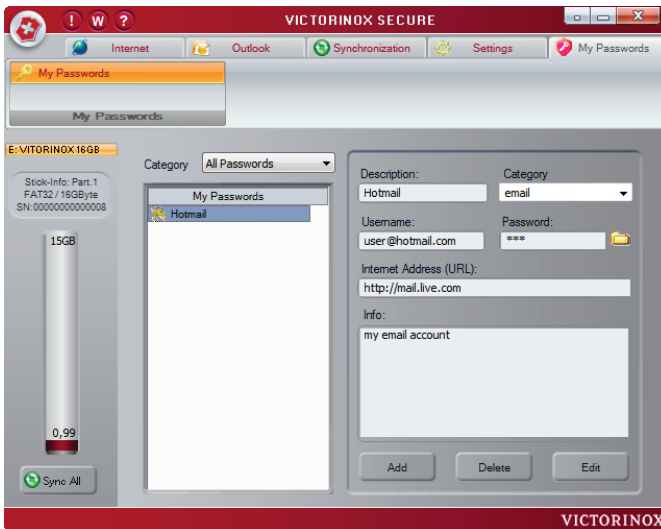 ! W ? VICTORINOX SECURE X
Internet Outlook Synchronization Settings My Passwords
My Passwords
My Passwords
E: VITORINOX 16GB
Stick-Info: Part.1
FAT32 / 16GByte
SN:00000000000008
15GB
0,99
Sync All
Category All Passwords
My Passwords
Hotmail
Description: Category
Hotmail email
Username: Password:
user@hotmail.com ***
Internet Address (URL):
http://mail.live.com
Info:
my email account
Add Delete Edit
VICTORINOX